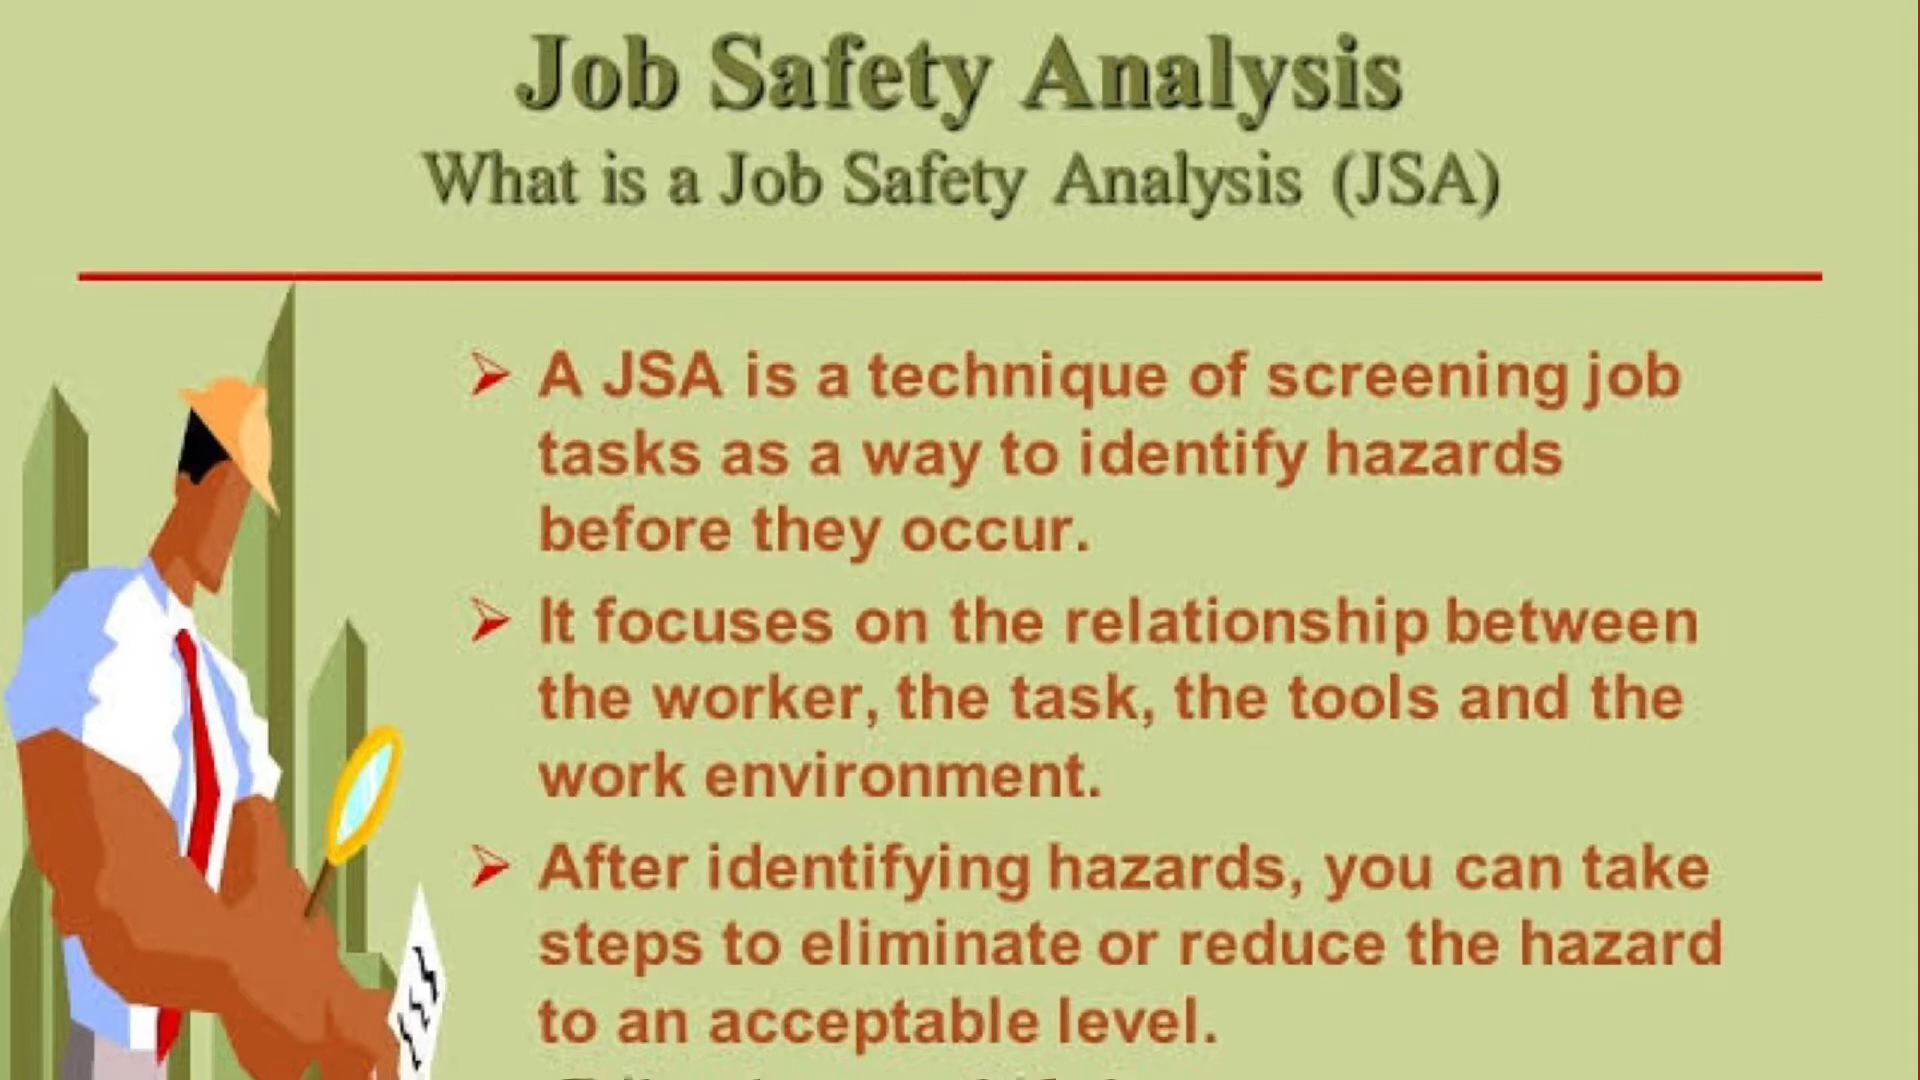 Job Safety Analysis
What is a Job Safety Analysis (JSA)
A JSA is a technique of screening job
tasks as a way to identify hazards
before they occur.
It focuses on the relationship between
the worker, the task, the tools and the
work environment.
After identifying hazards, you can take
steps to eliminate or reduce the hazard
to an acceptable level.